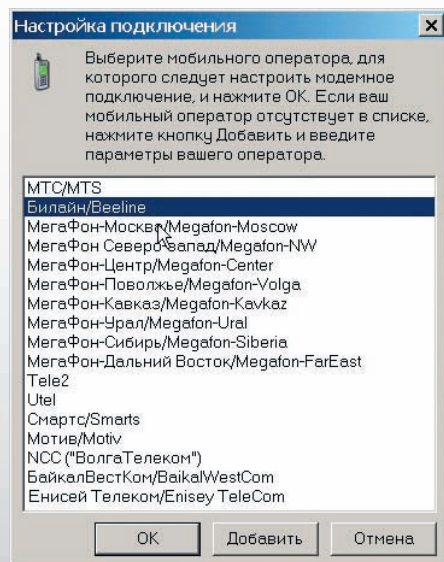 Настройка подключения
Выберите мобильного оператора, для
которого следует настроить модемное
подключение, и нажмите ОК. Если ваш
мобильный оператор отсутствует в списке,
нажмите кнопку Добавить и введите
параметры вашего оператора.
МТС/MTS
Билайн/Beeline
МегаФон-Москва/Megafon-Moscow
МегаФон Северо-запад/Megafon-NW
МегаФон-Центр/Megafon-Center
МегаФон-Поволжье/Megafon-Volga
МегаФон-Кавказ/Megafon-Kavkaz
МегаФон-Урал/Megafon-Ural
МегаФон-Сибирь/Megafon-Siberia
МегаФон-Дальний Восток/Megafon-FarEast
Tele2
Utel
Смартс/Smarts
Мотив/Motiv
NCC ("ВолгаТелеком")
БайкалВестКом/BaikalWestCom
Енисей Телеком/Enisey TeleCom
ОК Добавить Отмена